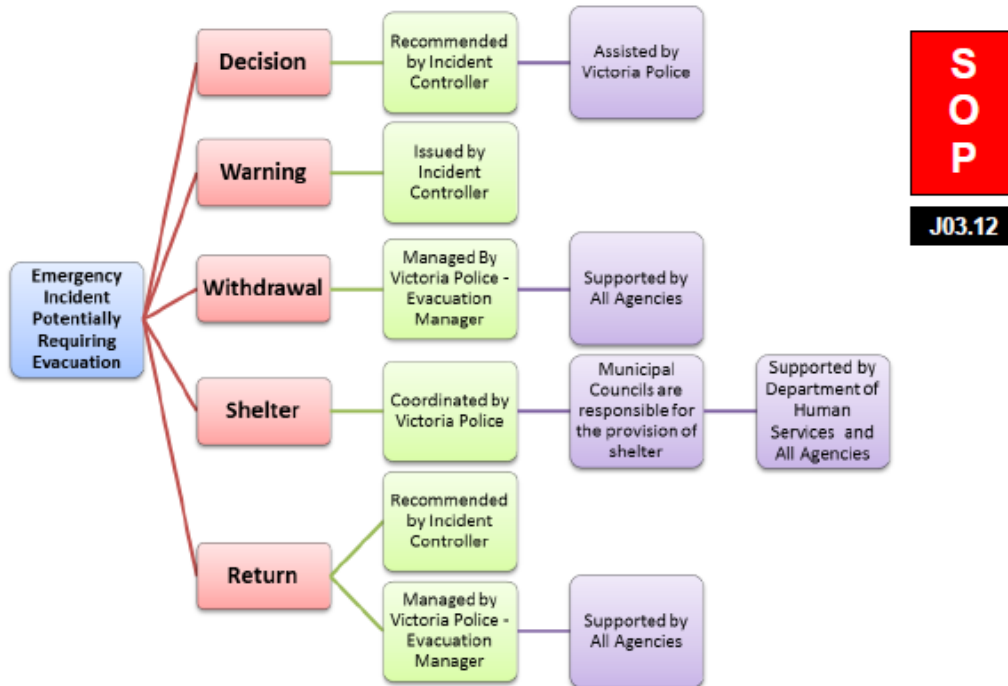 Emergency
Incident
Potentially
Requiring
Evacuation
Decision
Recommended
by Incident
Controller
Assisted by
Victoria Police
Warning
Issued by
Incident
Controller
Withdrawal
Managed By
Victoria Police -
Evacuation
Manager
Supported by
All Agencies
Shelter
Coordinated by
Victoria Police
Municipal
Councils are
responsible for
the provision of
shelter
Supported by
Department of
Human
Services and
All Agencies
Return
Recommended
by Incident
Controller
Managed by
Victoria Police -
Evacuation
Manager
Supported by
All Agencies
S
O
P
J03.12